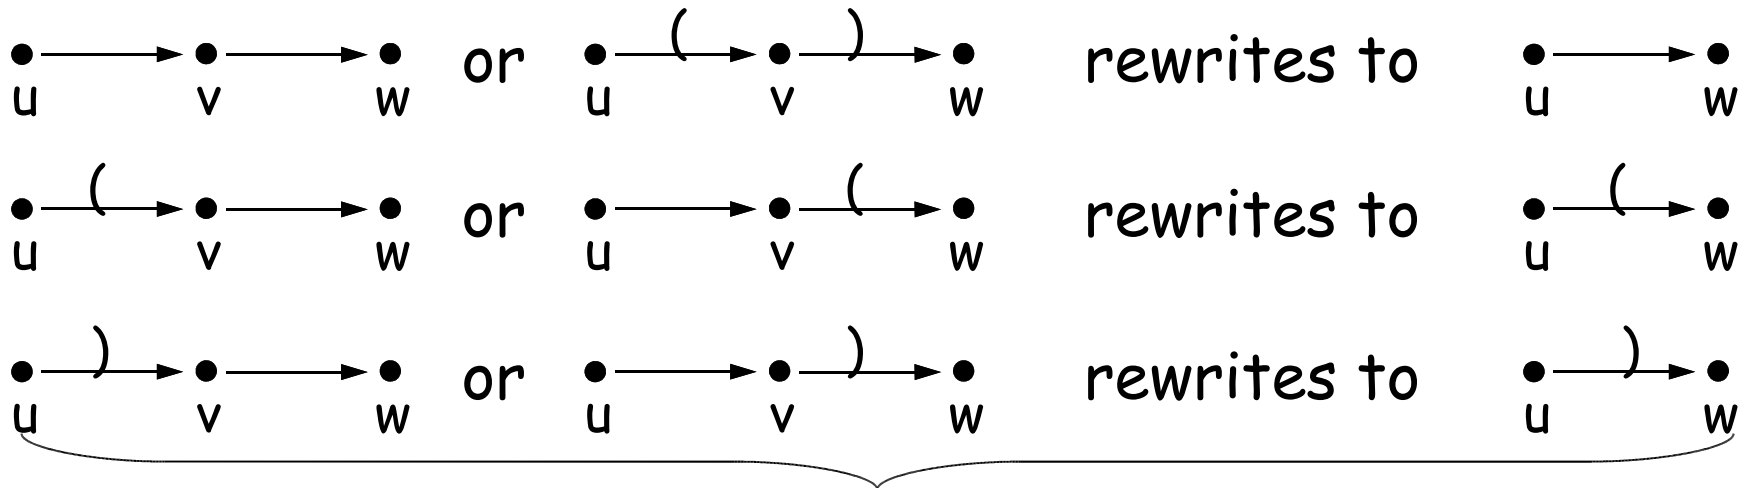 ( ) or rewrites to
u v w u v w u w
( ( or rewrites to (
u v w u v w u w
) ) or rewrites to )
u v w u v w u w